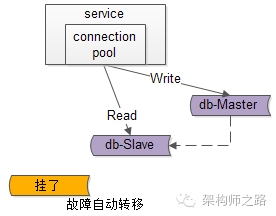 service
connection
pool
Write
db-Master
Read
db-Slave
挂了
故障自动转移
架构师之路